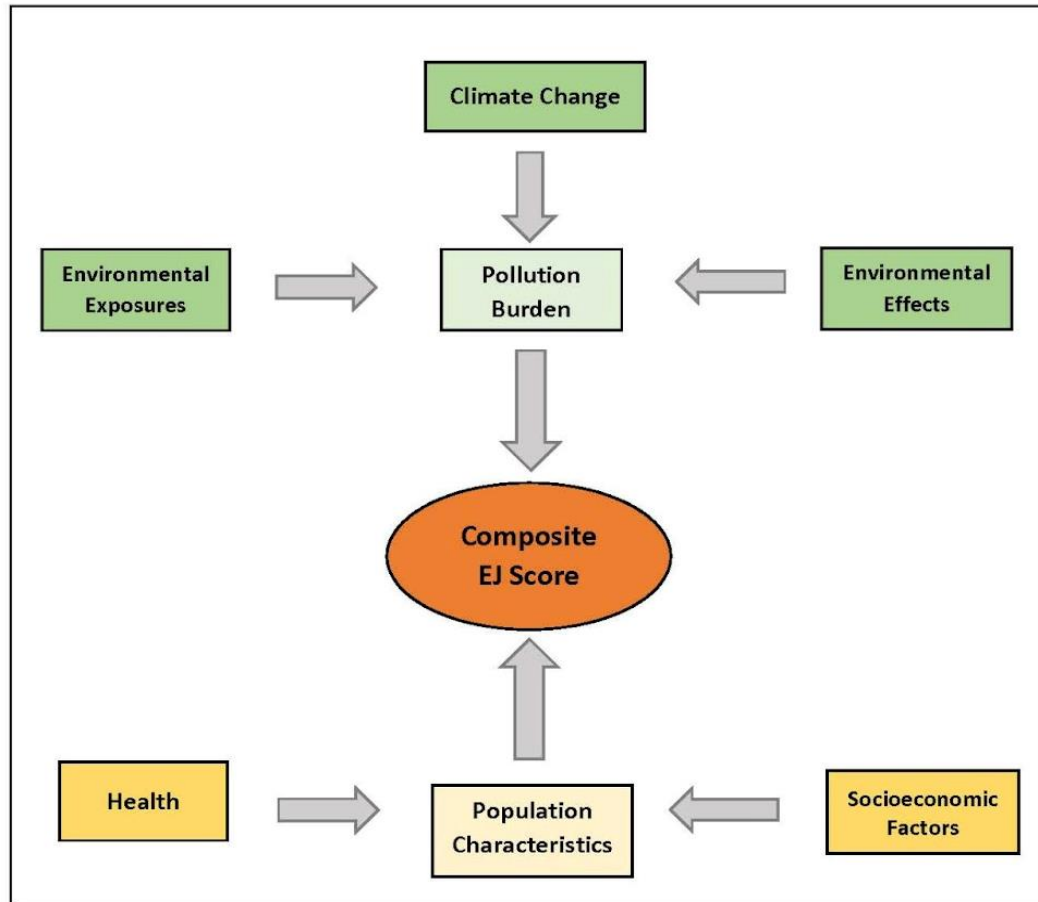 Climate Change
Environmental
Exposures
Pollution
Burden
Environmental
Effects
Composite
EJ Score
Health
Population
Characteristics
Socioeconomic
Factors